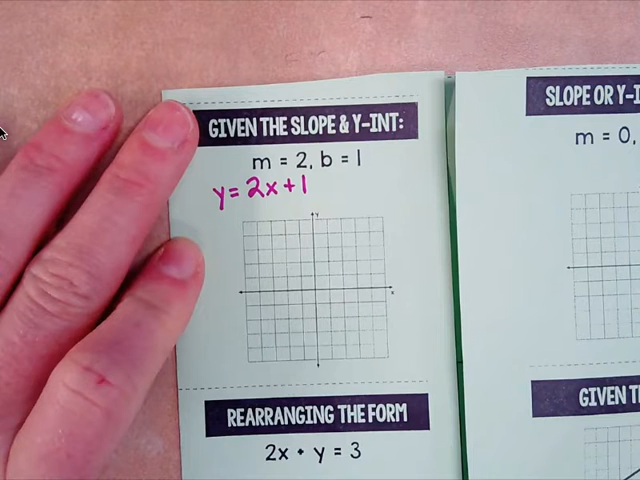 GIVEN THE SLOPE & Y-INT:
m = 2, b = 1
y=2x+1
y
x
REARRANGING THE FORM
2x + y = 3
SLOPE OR Y-I
m = 0,
GIVEN T